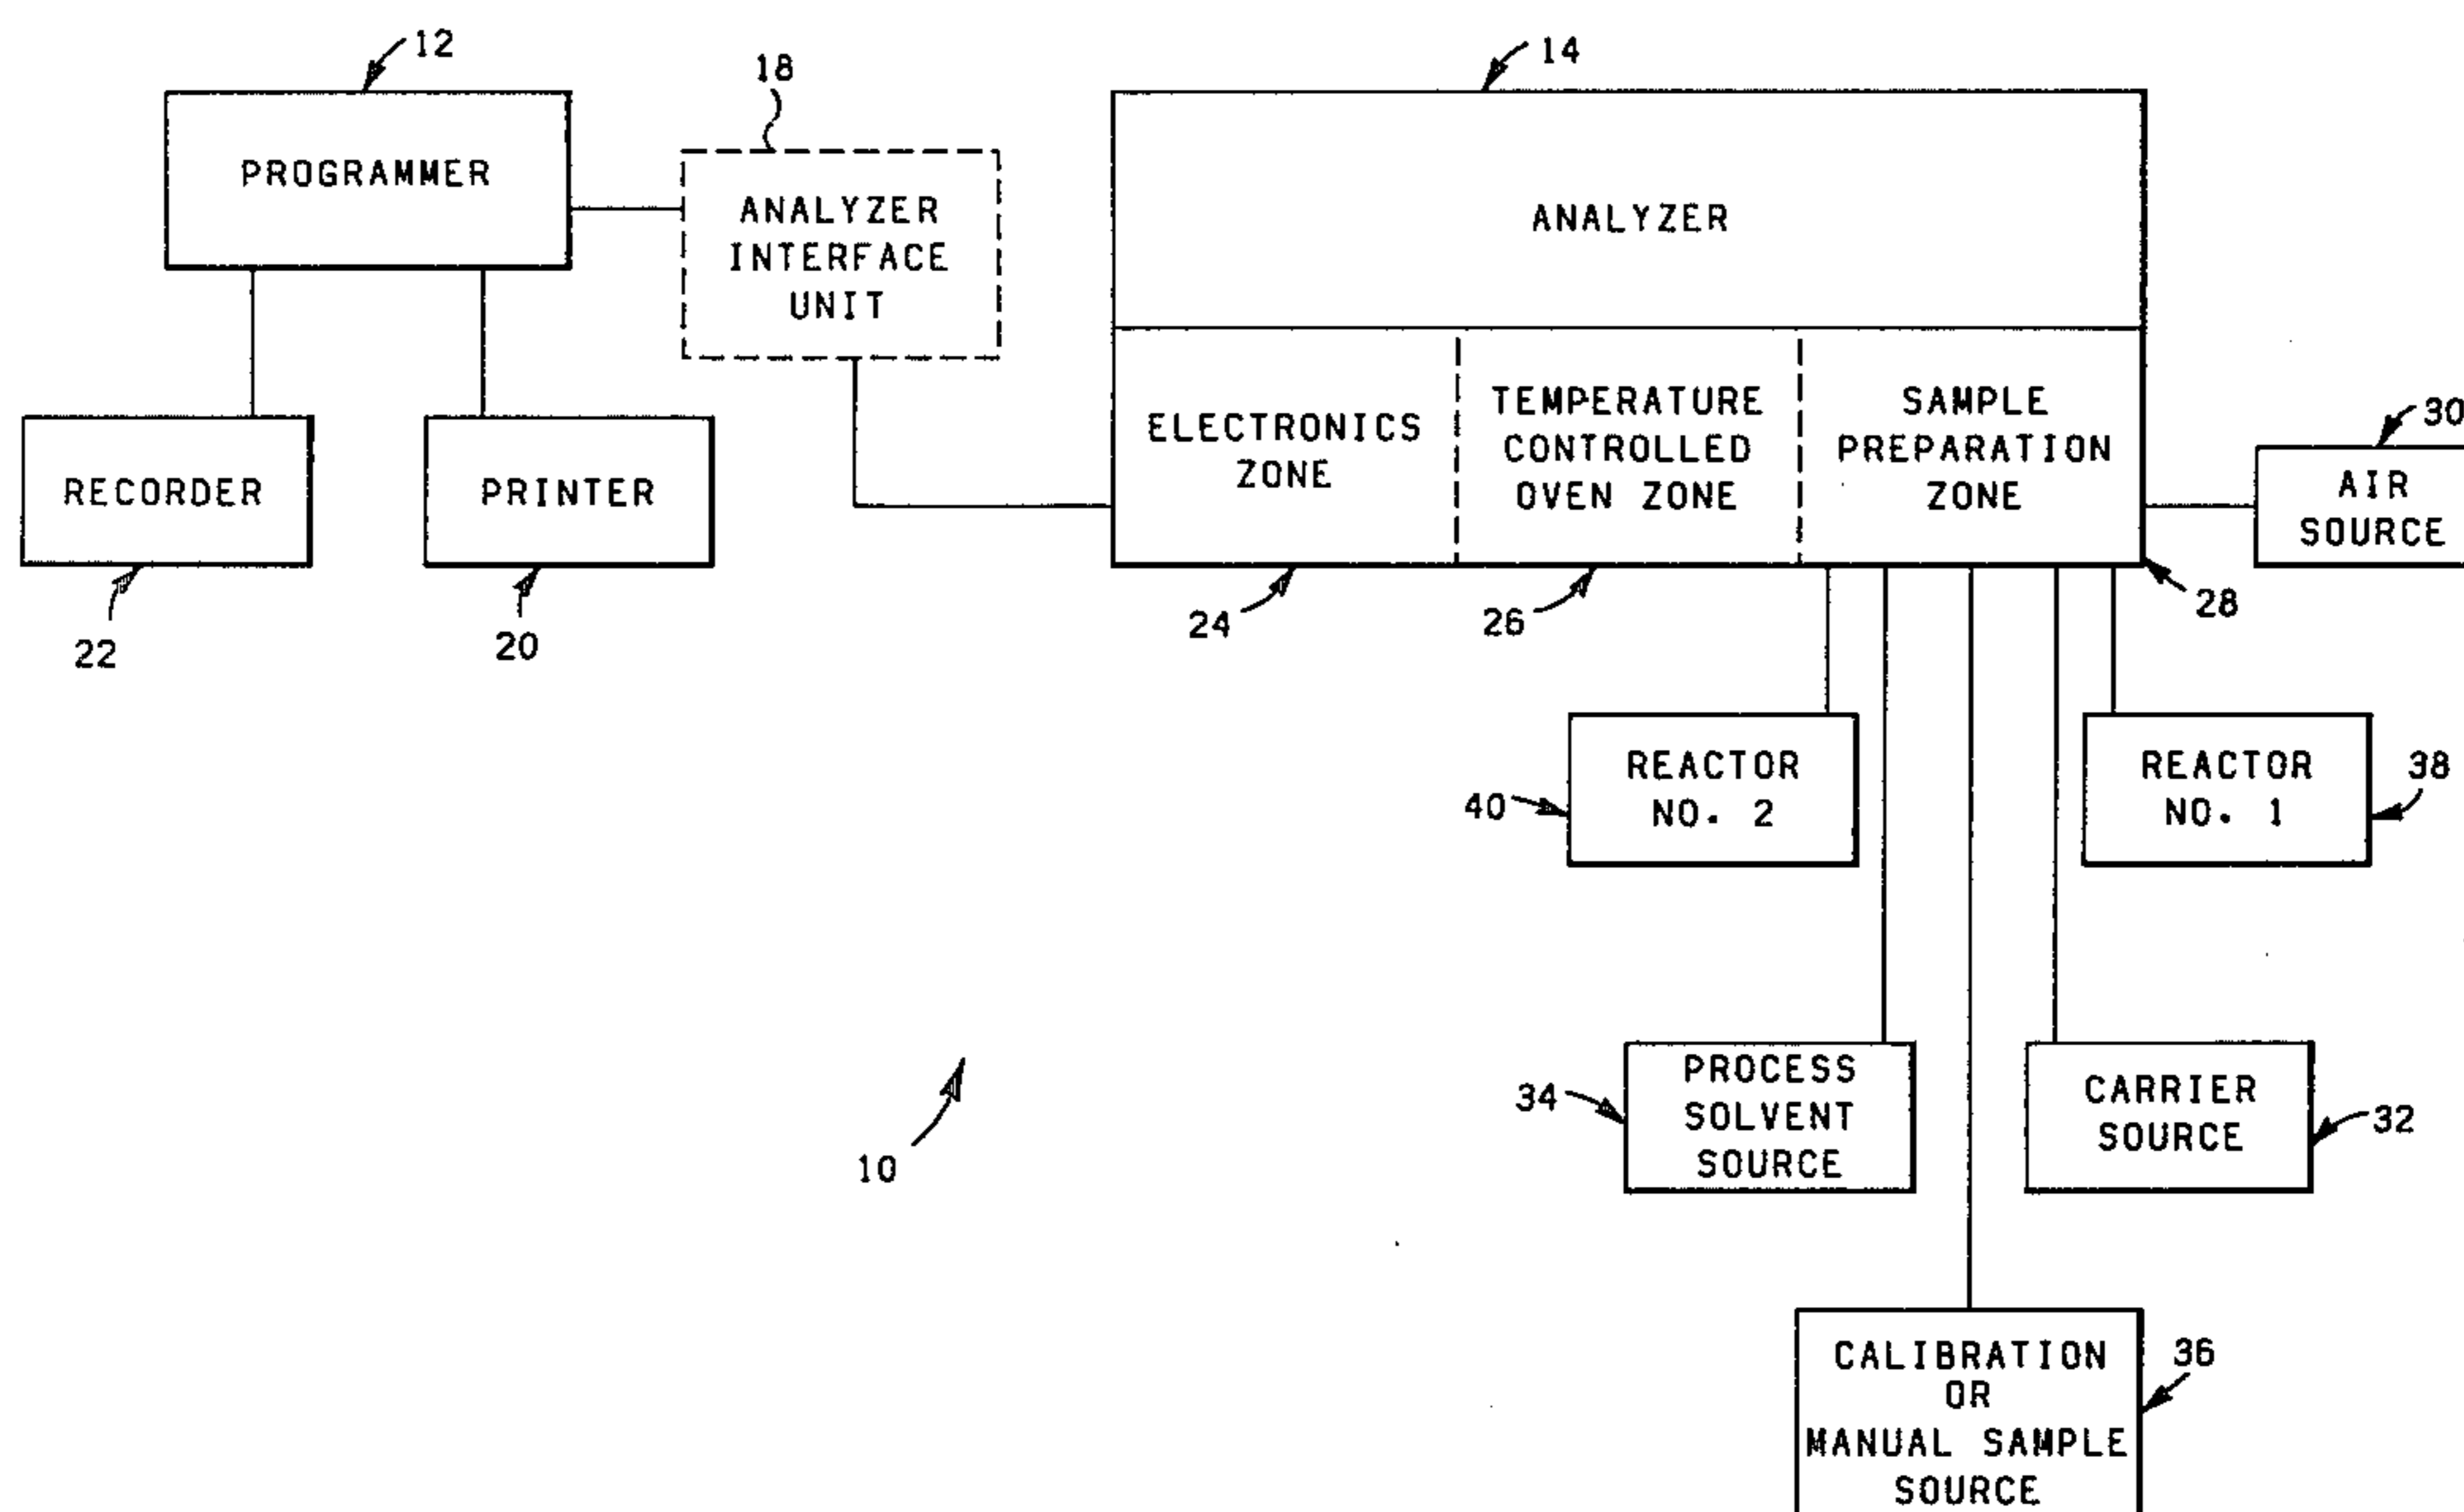 12
PROGRAMMER
18
ANALYZER
INTERFACE
UNIT
14
ANALYZER
RECORDER
22
PRINTER
20
ELECTRONICS
ZONE
24
TEMPERATURE
CONTROLLED
OVEN ZONE
26
SAMPLE
PREPARATION
ZONE
28
30
AIR
SOURCE
REACTOR
NO. 2
40
REACTOR
NO. 1
38
PROCESS
SOLVENT
SOURCE
34
CARRIER
SOURCE
32
10
CALIBRATION
OR
MANUAL SAMPLE
SOURCE
36